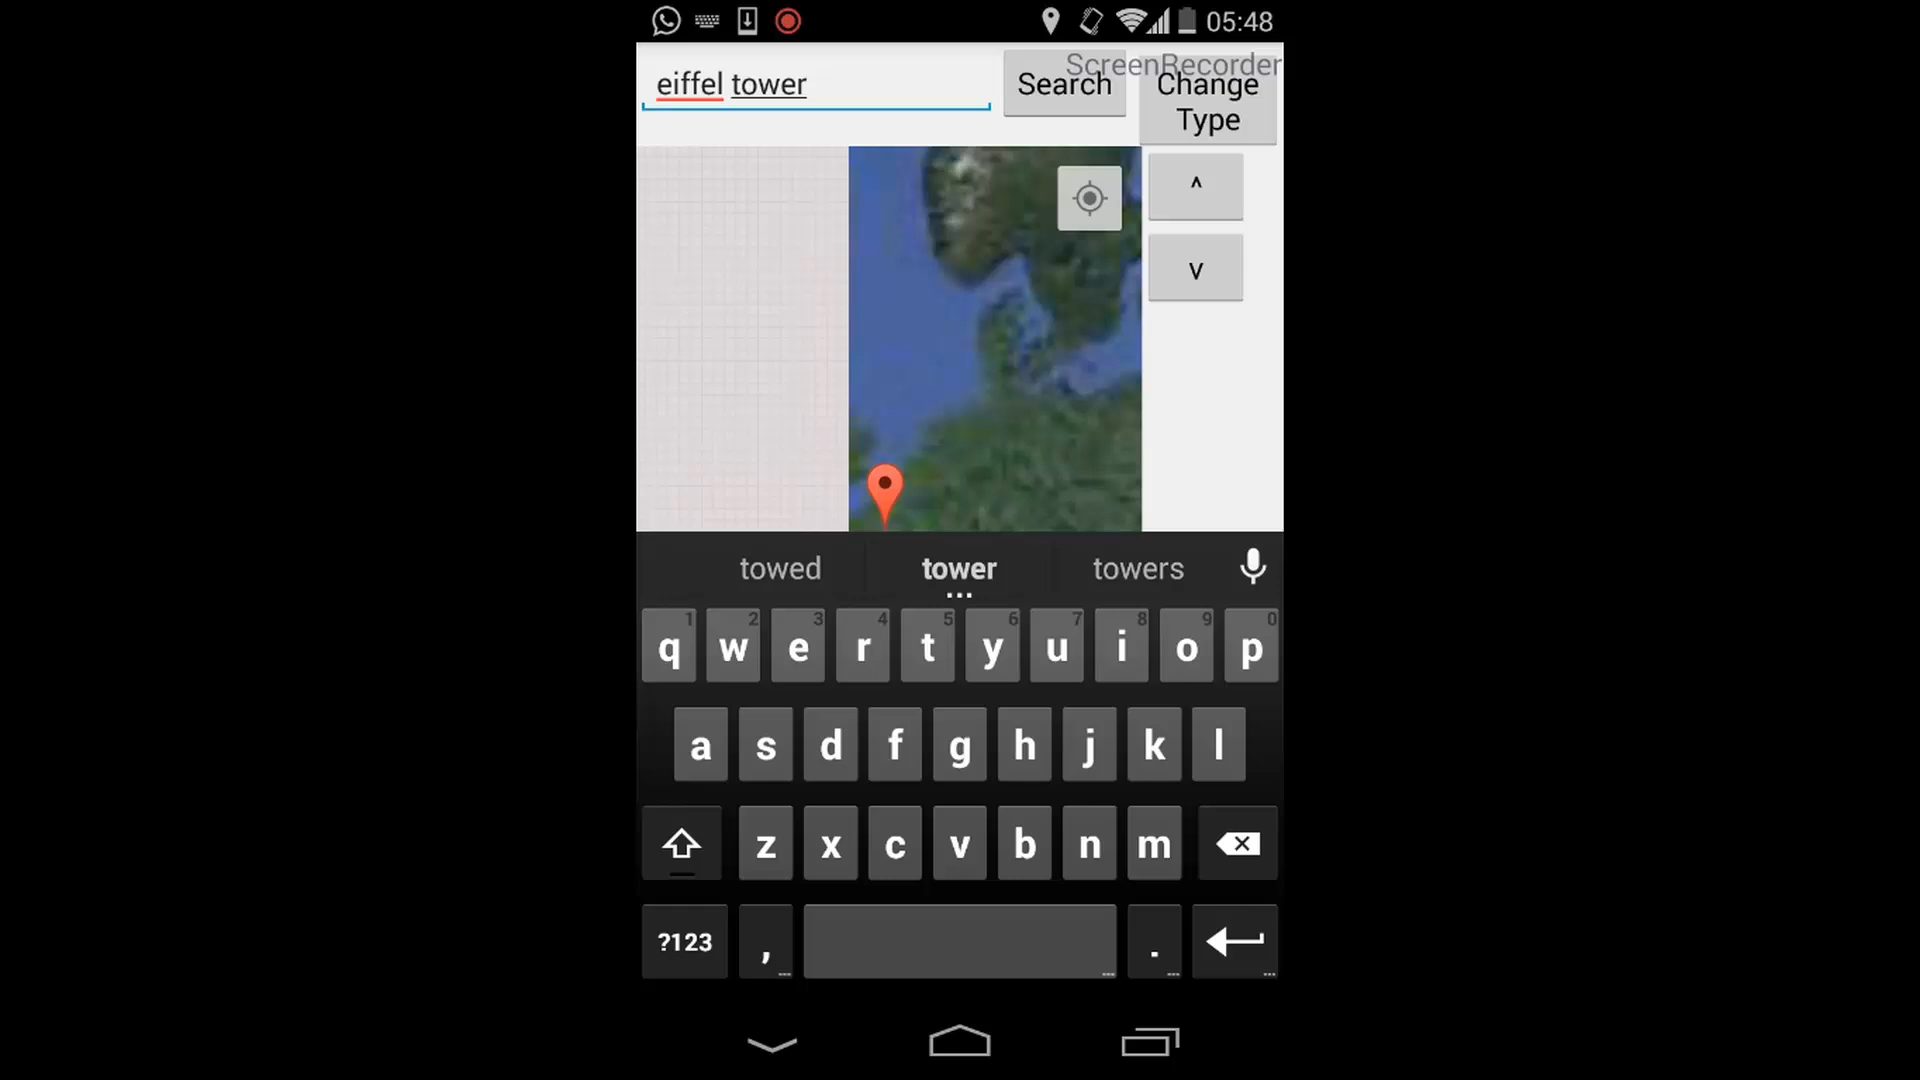 05:48
ScreenRecorder
eiffel tower
Search
Change
Type
^
v
towed
tower
towers
1 2 3 4 5 6 7 8 9 0
q w e r t y u i o p
a s d f g h j k l
z x c v b n m
?123 , .